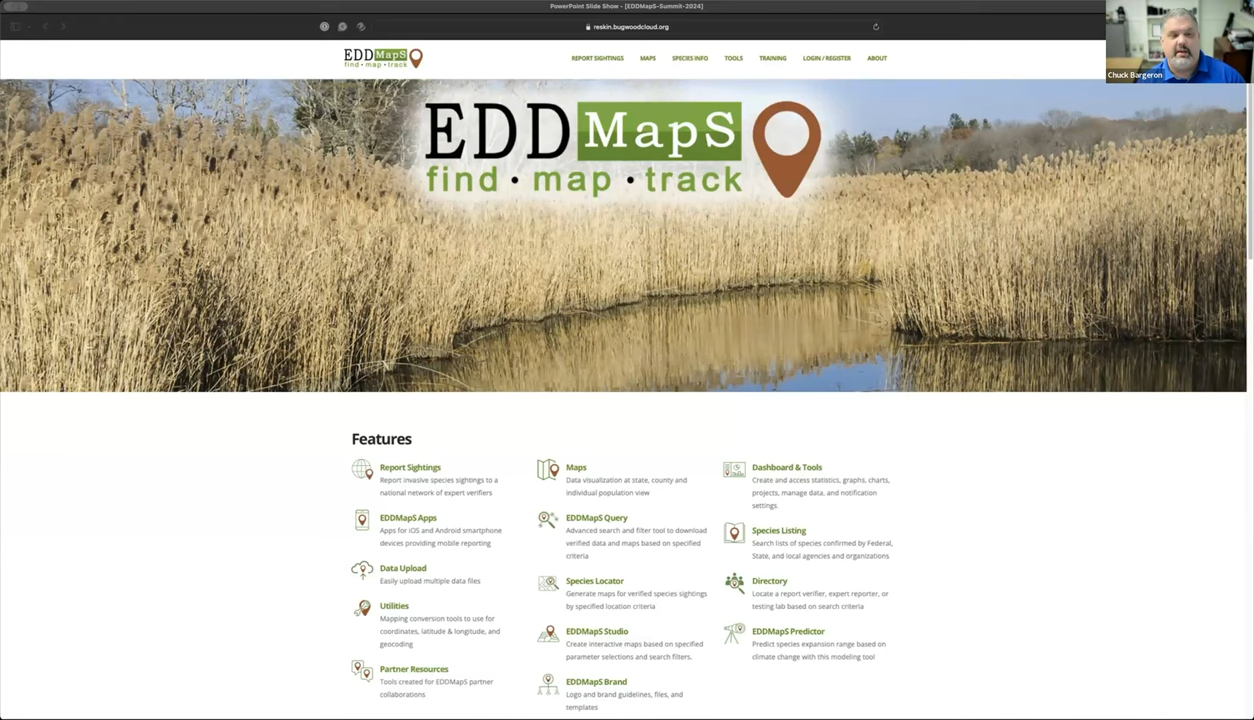 PowerPoint Slide Show - [EDDMapS-Summit-2024]
reskin.bugwoodcloud.org
EDDMapS
find · map · track
REPORT SIGHTINGS MAPS SPECIES INFO TOOLS TRAINING LOGIN / REGISTER ABOUT
Chuck Bargeron
EDDMapS
find · map · track
Features
Report Sightings
Report invasive species sightings to a
national network of expert verifiers
EDDMapS Apps
Apps for iOS and Android smartphone
devices providing mobile reporting
Data Upload
Easily upload multiple data files
Utilities
Mapping conversion tools to use for
coordinates, latitude & longitude, and
geocoding
Partner Resources
Tools created for EDDMapS partner
collaborations
Maps
Data visualization at state, county and
individual population view
EDDMapS Query
Advanced search and filter tool to download
verified data and maps based on specified
criteria
Species Locator
Generate maps for verified species sightings
by specified location criteria
EDDMapS Studio
Create interactive maps based on specified
parameter selections and search filters.
EDDMapS Brand
Logo and brand guidelines, files, and
templates
Dashboard & Tools
Create and access statistics, graphs, charts,
projects, manage data, and notification
settings.
Species Listing
Search lists of species confirmed by Federal,
State, and local agencies and organizations
Directory
Locate a report verifier, expert reporter, or
testing lab based on search criteria
EDDMapS Predictor
Predict species expansion range based on
climate change with this modeling tool